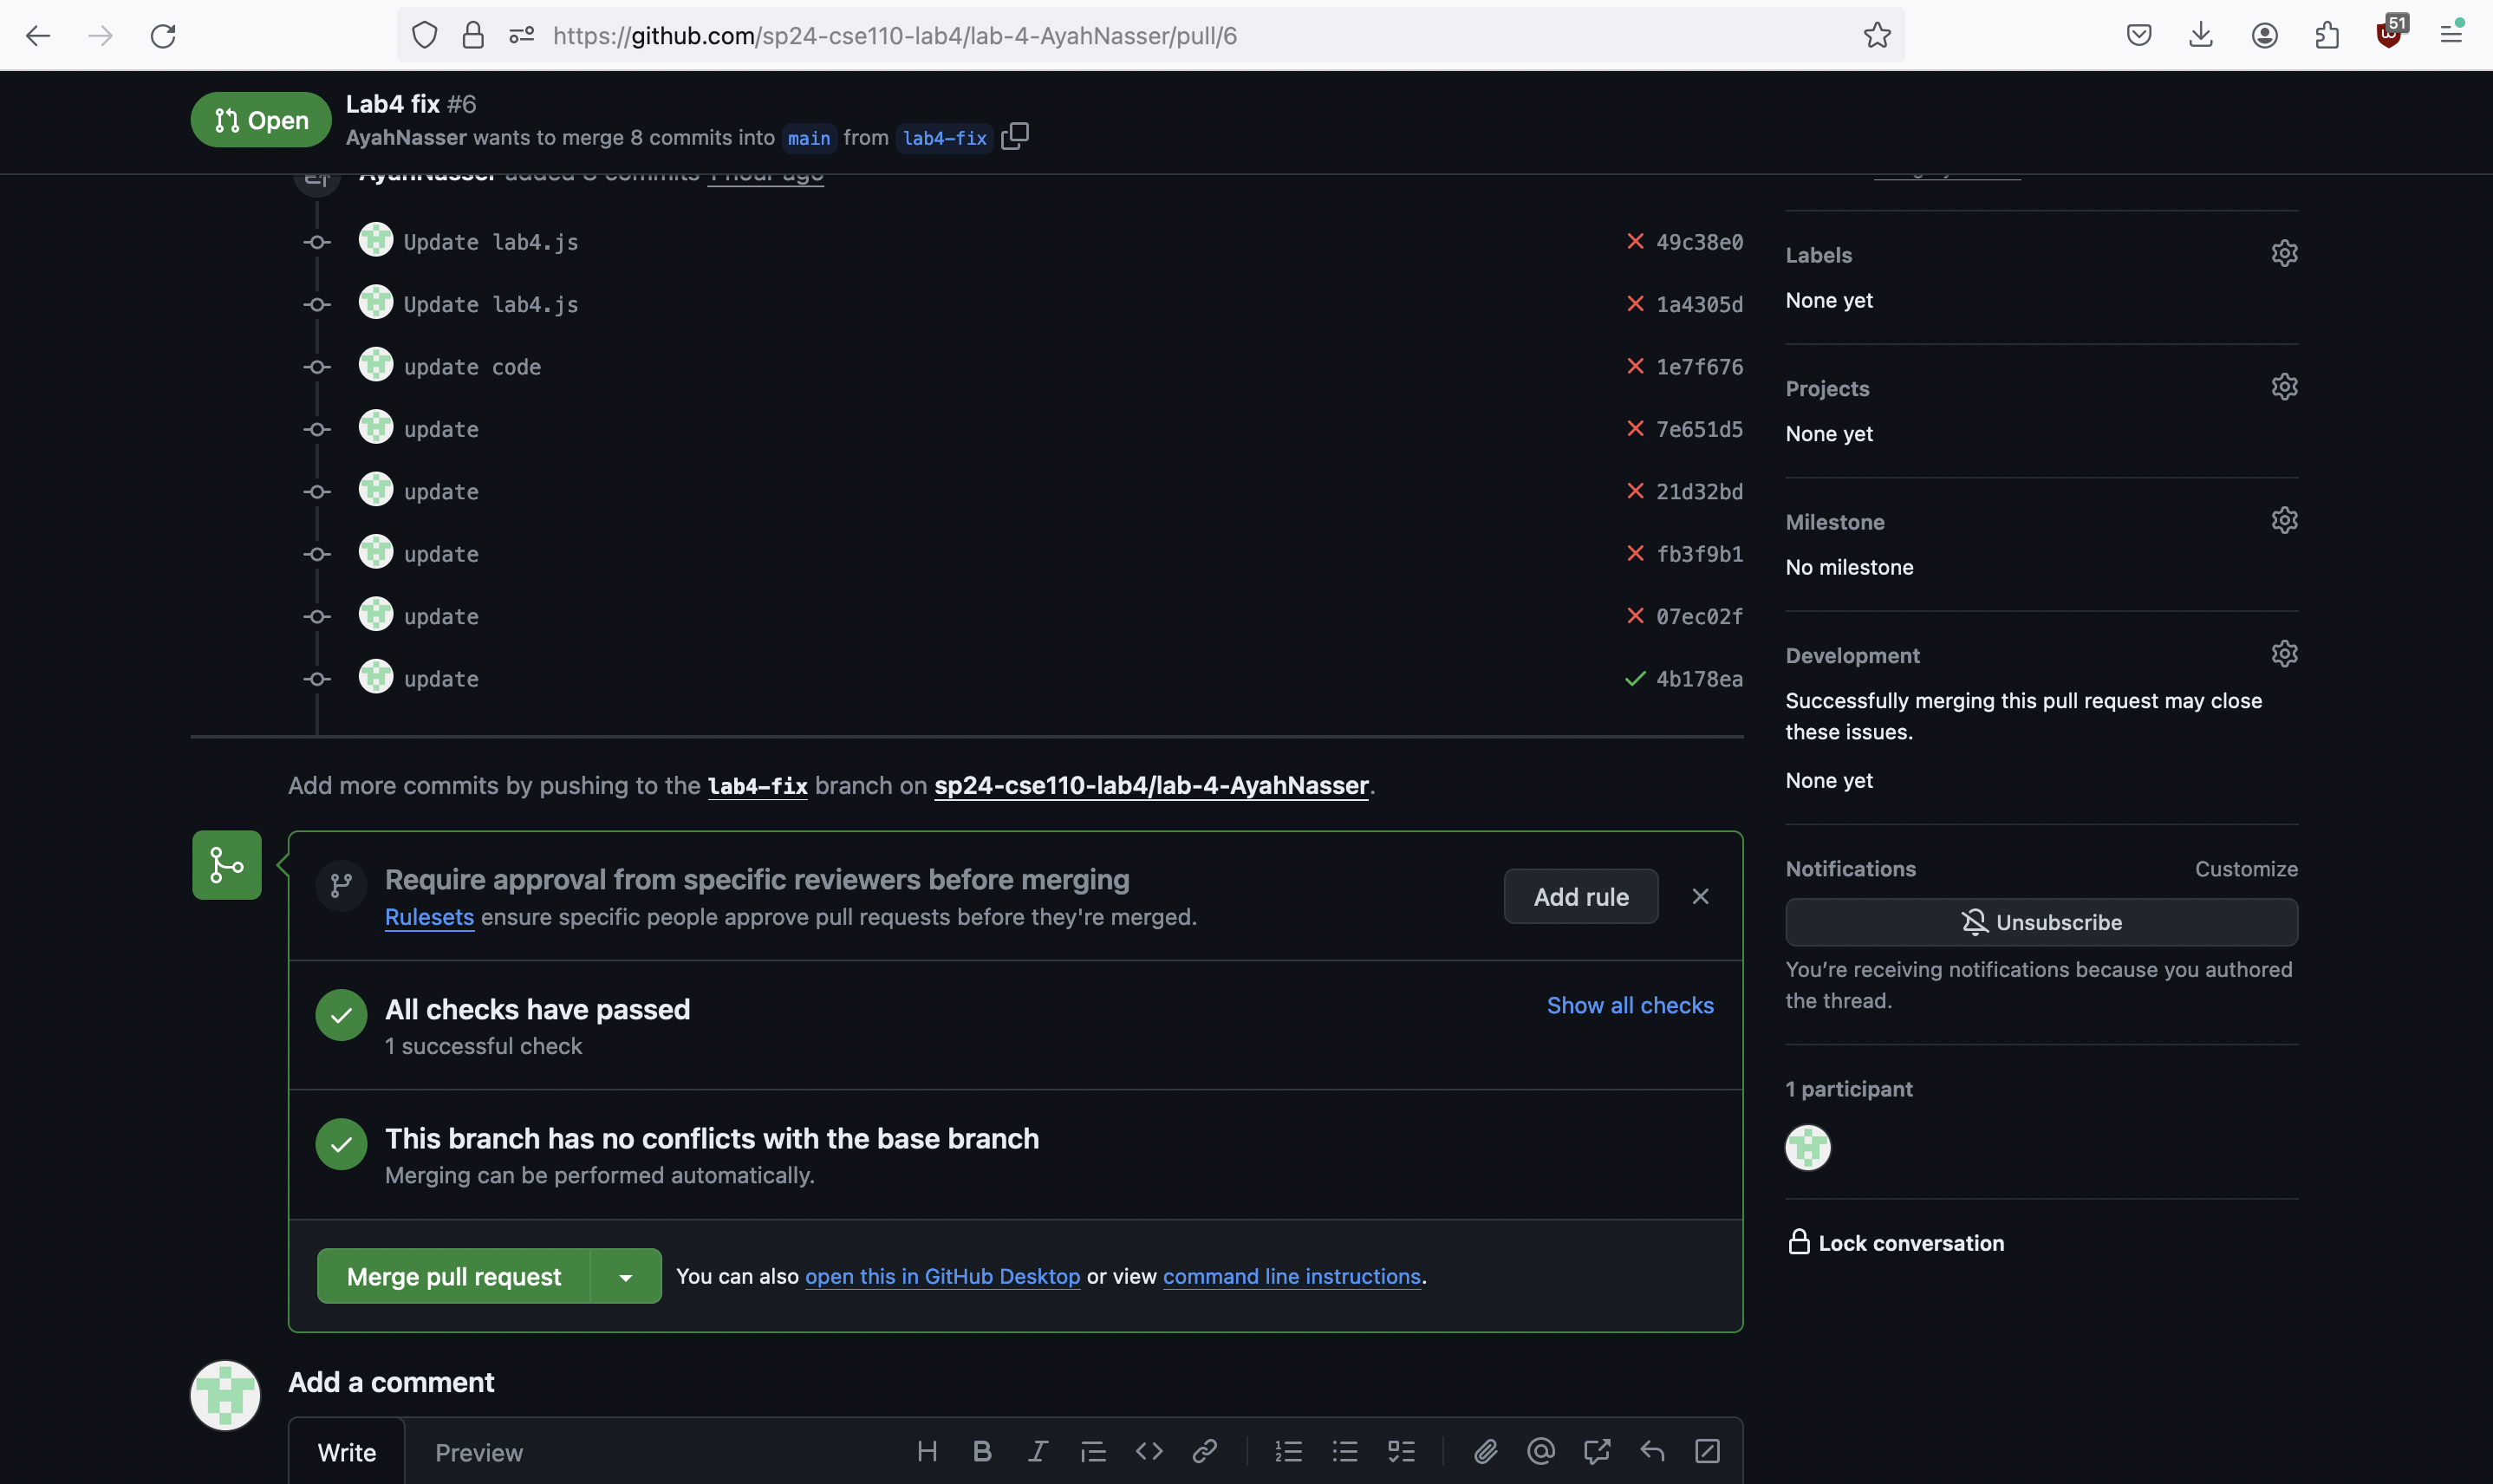 https://github.com/sp24-cse110-lab4/lab-4-AyahNasser/pull/6
51
Open
Lab4 fix #6
AyahNasser wants to merge 8 commits into main from lab4-fix
AyahNasser added 8 commits 1 hour ago
Update lab4.js
49c38e0
Update lab4.js
1a4305d
update code
1e7f676
update
7e651d5
update
21d32bd
update
fb3f9b1
update
07ec02f
update
4b178ea
Add more commits by pushing to the lab4-fix branch on sp24-cse110-lab4/lab-4-AyahNasser.
Require approval from specific reviewers before merging
Rulesets ensure specific people approve pull requests before they're merged.
Add rule
All checks have passed
1 successful check
Show all checks
This branch has no conflicts with the base branch
Merging can be performed automatically.
Merge pull request
You can also open this in GitHub Desktop or view command line instructions.
Add a comment
Write
Preview
Labels
None yet
Projects
None yet
Milestone
No milestone
Development
Successfully merging this pull request may close
these issues.
None yet
Notifications
Customize
Unsubscribe
You’re receiving notifications because you authored
the thread.
1 participant
Lock conversation